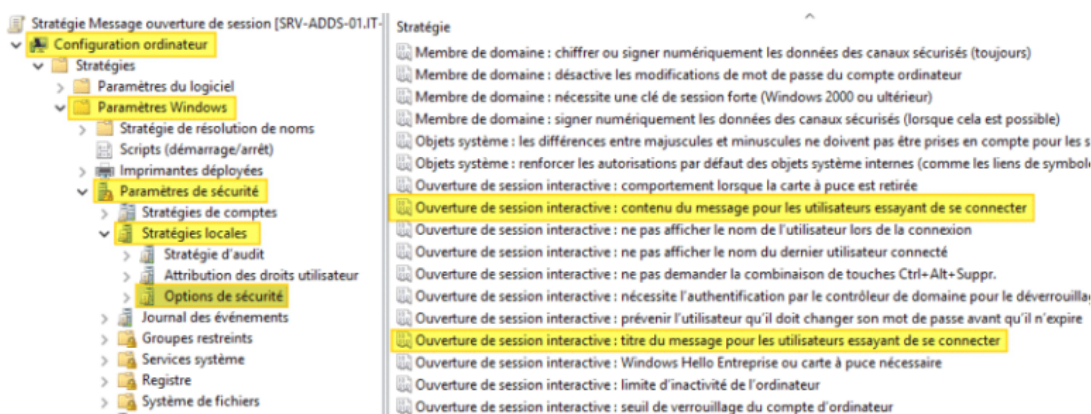 Stratégie Message ouverture de session [SRV-ADDS-01.IT-
Configuration ordinateur
Stratégies
Paramètres du logiciel
Paramètres Windows
Stratégie de résolution de noms
Scripts (démarrage/arrêt)
Imprimantes déployées
Paramètres de sécurité
Stratégies de comptes
Stratégies locales
Stratégie d'audit
Attribution des droits utilisateur
Options de sécurité
Journal des événements
Groupes restreints
Services système
Registre
Système de fichiers
Stratégie
Membre de domaine : chiffrer ou signer numériquement les données des canaux sécurisés (toujours)
Membre de domaine : désactive les modifications de mot de passe du compte ordinateur
Membre de domaine : nécessite une clé de session forte (Windows 2000 ou ultérieur)
Membre de domaine : signer numériquement les données des canaux sécurisés (lorsque cela est possible)
Objets système : les différences entre majuscules et minuscules ne doivent pas être prises en compte pour les s
Objets système : renforcer les autorisations par défaut des objets système internes (comme les liens de symbole
Ouverture de session interactive : comportement lorsque la carte à puce est retirée
Ouverture de session interactive : contenu du message pour les utilisateurs essayant de se connecter
Ouverture de session interactive : ne pas afficher le nom de l'utilisateur lors de la connexion
Ouverture de session interactive : ne pas afficher le nom du dernier utilisateur connecté
Ouverture de session interactive : ne pas demander la combinaison de touches Ctrl+Alt+Suppr.
Ouverture de session interactive : nécessite l'authentification par le contrôleur de domaine pour le déverrouillag
Ouverture de session interactive : prévenir l'utilisateur qu'il doit changer son mot de passe avant qu'il n'expire
Ouverture de session interactive : titre du message pour les utilisateurs essayant de se connecter
Ouverture de session interactive : Windows Hello Entreprise ou carte à puce nécessaire
Ouverture de session interactive : limite d'inactivité de l'ordinateur
Ouverture de session interactive : seuil de verrouillage du compte d'ordinateur